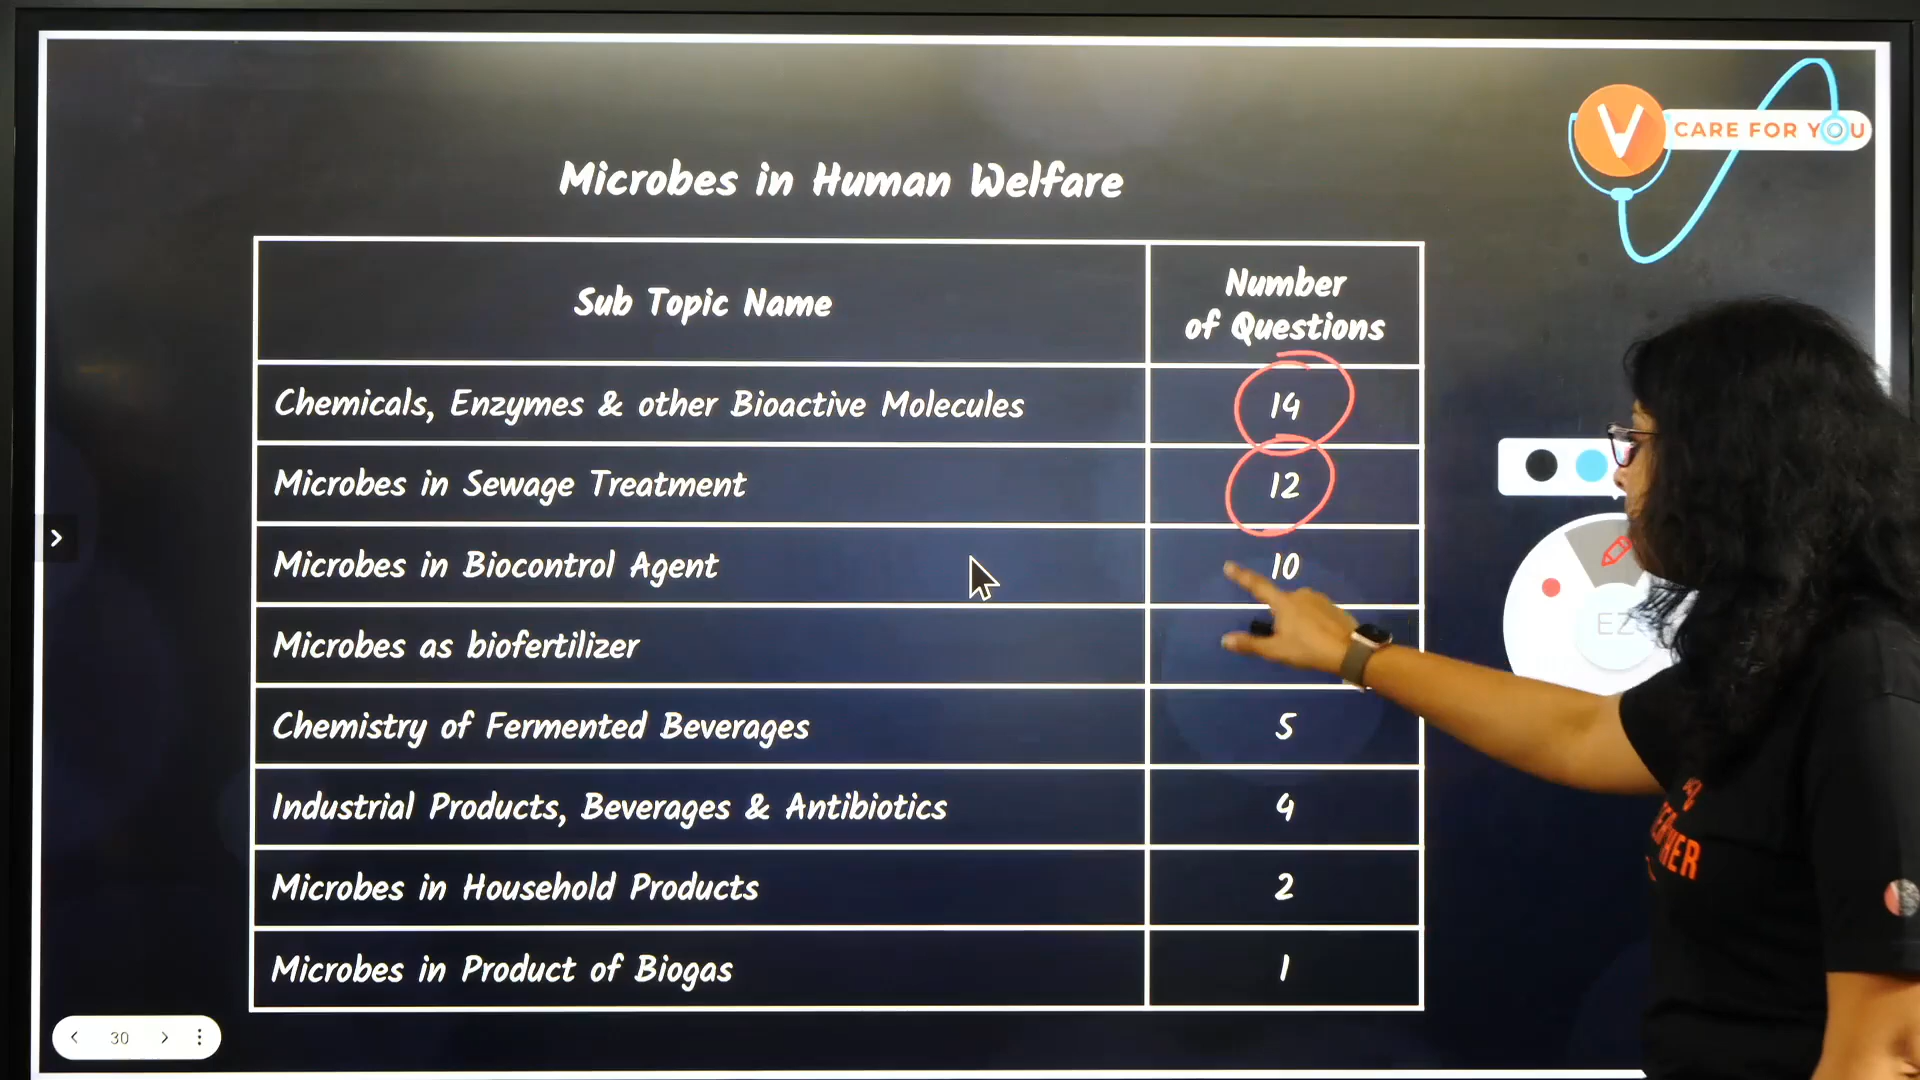 CARE FOR YOU
Microbes in Human Welfare
Sub Topic Name
Number
of Questions
Chemicals, Enzymes & other Bioactive Molecules
14
Microbes in Sewage Treatment
12
Microbes in Biocontrol Agent
10
Microbes as biofertilizer
Chemistry of Fermented Beverages
5
Industrial Products, Beverages & Antibiotics
4
Microbes in Household Products
2
Microbes in Product of Biogas
1
30